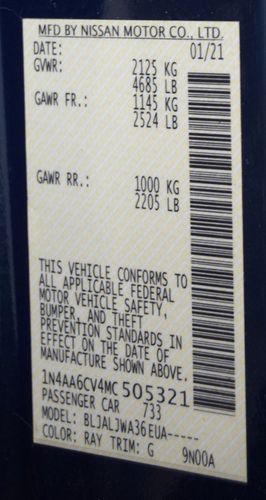 MFD BY NISSAN MOTOR CO., LTD.
DATE: 01/21
GVWR: 2125 KG
4685 LB
GAWR FR.: 1145 KG
2524 LB
GAWR RR.: 1000 KG
2205 LB
THIS VEHICLE CONFORMS TO
ALL APPLICABLE FEDERAL
MOTOR VEHICLE SAFETY,
BUMPER, AND THEFT
PREVENTION STANDARDS IN
EFFECT ON THE DATE OF
MANUFACTURE SHOWN ABOVE.
1N4AA6CV4MC505321
PASSENGER CAR 733
MODEL: BLJALJWA36EUA-----
COLOR: RAY TRIM: G 9N00A